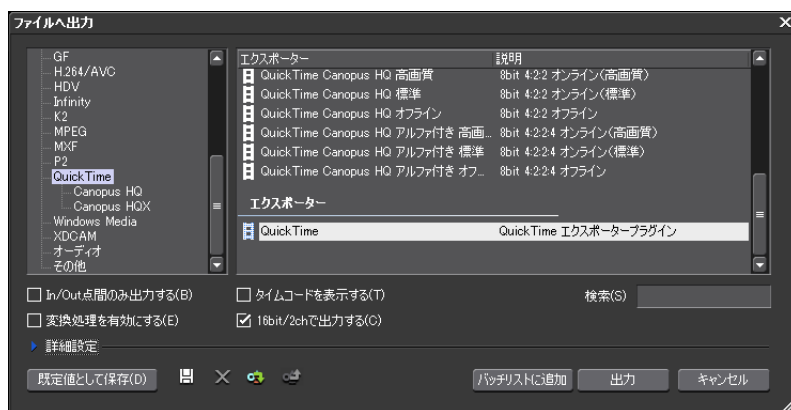 ファイルへ出力
X
GF
H.264/AVC
HDV
Infinity
K2
MPEG
MXF
P2
QuickTime
Canopus HQ
Canopus HQX
Windows Media
XDCAM
オーディオ
その他
エクスポーター 説明
QuickTime Canopus HQ 高画質 8bit 4:2:2 オンライン(高画質)
QuickTime Canopus HQ 標準 8bit 4:2:2 オンライン(標準)
QuickTime Canopus HQ オフライン 8bit 4:2:2 オフライン
QuickTime Canopus HQ アルファ付き 高画... 8bit 4:2:2:4 オンライン(高画質)
QuickTime Canopus HQ アルファ付き 標準 8bit 4:2:2:4 オンライン(標準)
QuickTime Canopus HQ アルファ付き オフ... 8bit 4:2:2:4 オフライン
エクスポーター
QuickTime QuickTime エクスポータープラグイン
In/Out点間のみ出力する(B) タイムコードを表示する(T) 検索(S)
変換処理を有効にする(E) 16bit/2chで出力する(C)
詳細設定
既定値として保存(D) バッチリストに追加 出力 キャンセル